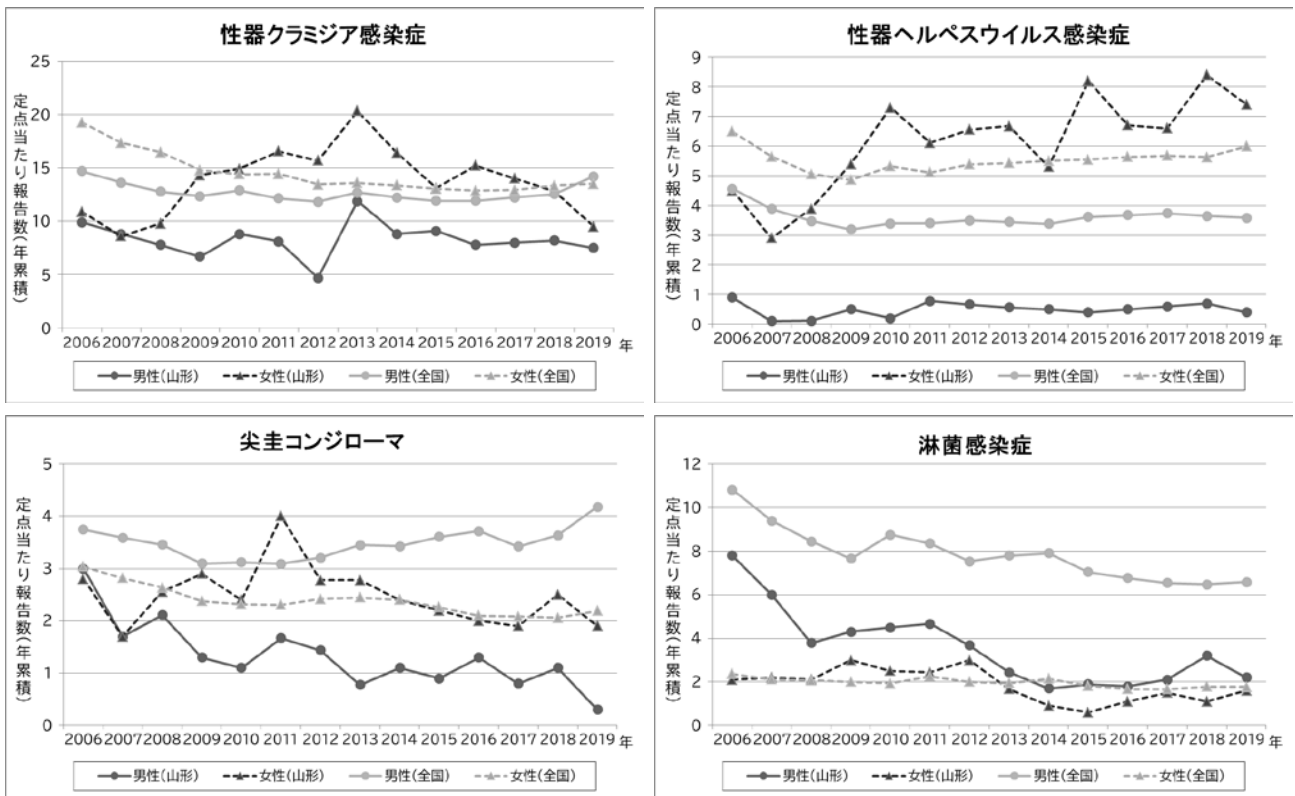 性器クラミジア感染症
定点当たり報告数(年累積)
25
20
15
10
5
0
2006 2007 2008 2009 2010 2011 2012 2013 2014 2015 2016 2017 2018 2019 年
男性(山形) 女性(山形) 男性(全国) 女性(全国)
性器ヘルペスウイルス感染症
定点当たり報告数(年累積)
9
8
7
6
5
4
3
2
1
0
2006 2007 2008 2009 2010 2011 2012 2013 2014 2015 2016 2017 2018 2019 年
男性(山形) 女性(山形) 男性(全国) 女性(全国)
尖圭コンジローマ
定点当たり報告数(年累積)
5
4
3
2
1
0
2006 2007 2008 2009 2010 2011 2012 2013 2014 2015 2016 2017 2018 2019 年
男性(山形) 女性(山形) 男性(全国) 女性(全国)
淋菌感染症
定点当たり報告数(年累積)
12
10
8
6
4
2
0
2006 2007 2008 2009 2010 2011 2012 2013 2014 2015 2016 2017 2018 2019 年
男性(山形) 女性(山形) 男性(全国) 女性(全国)